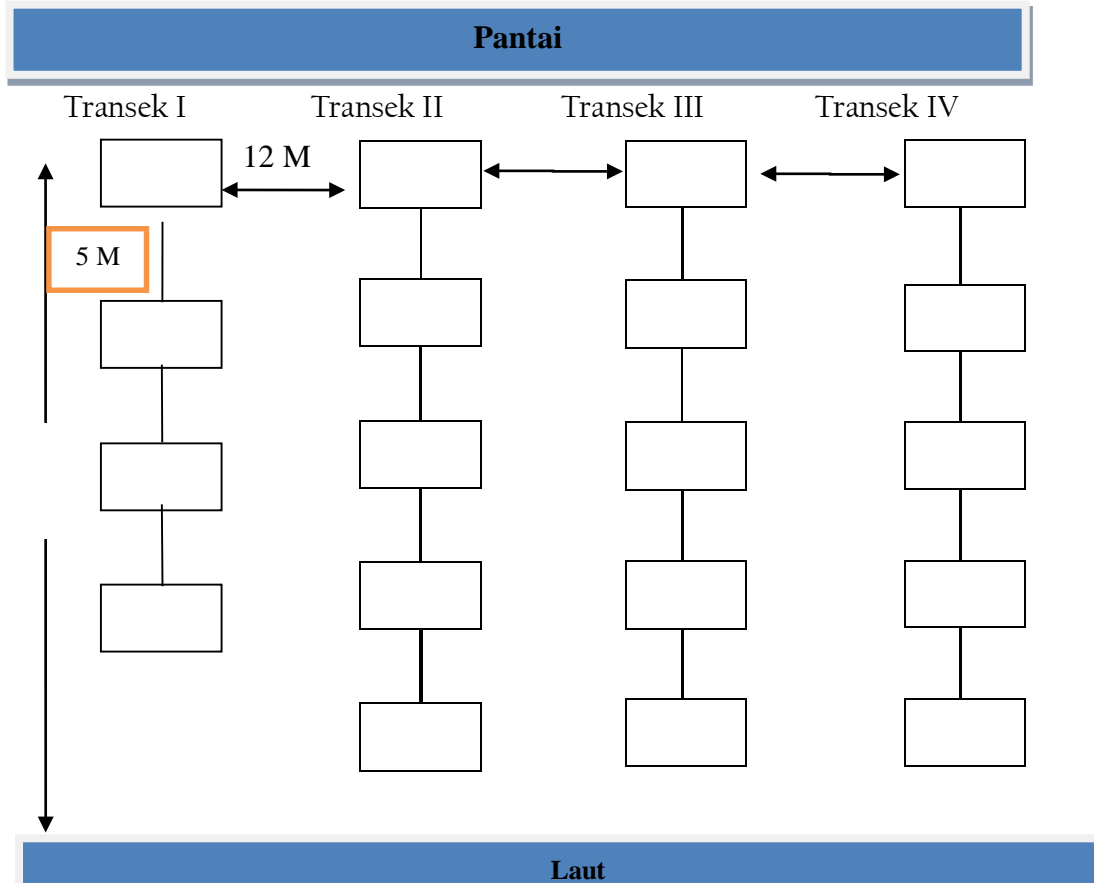 Pantai
Transek I Transek II Transek III Transek IV
12 M
5 M
Laut